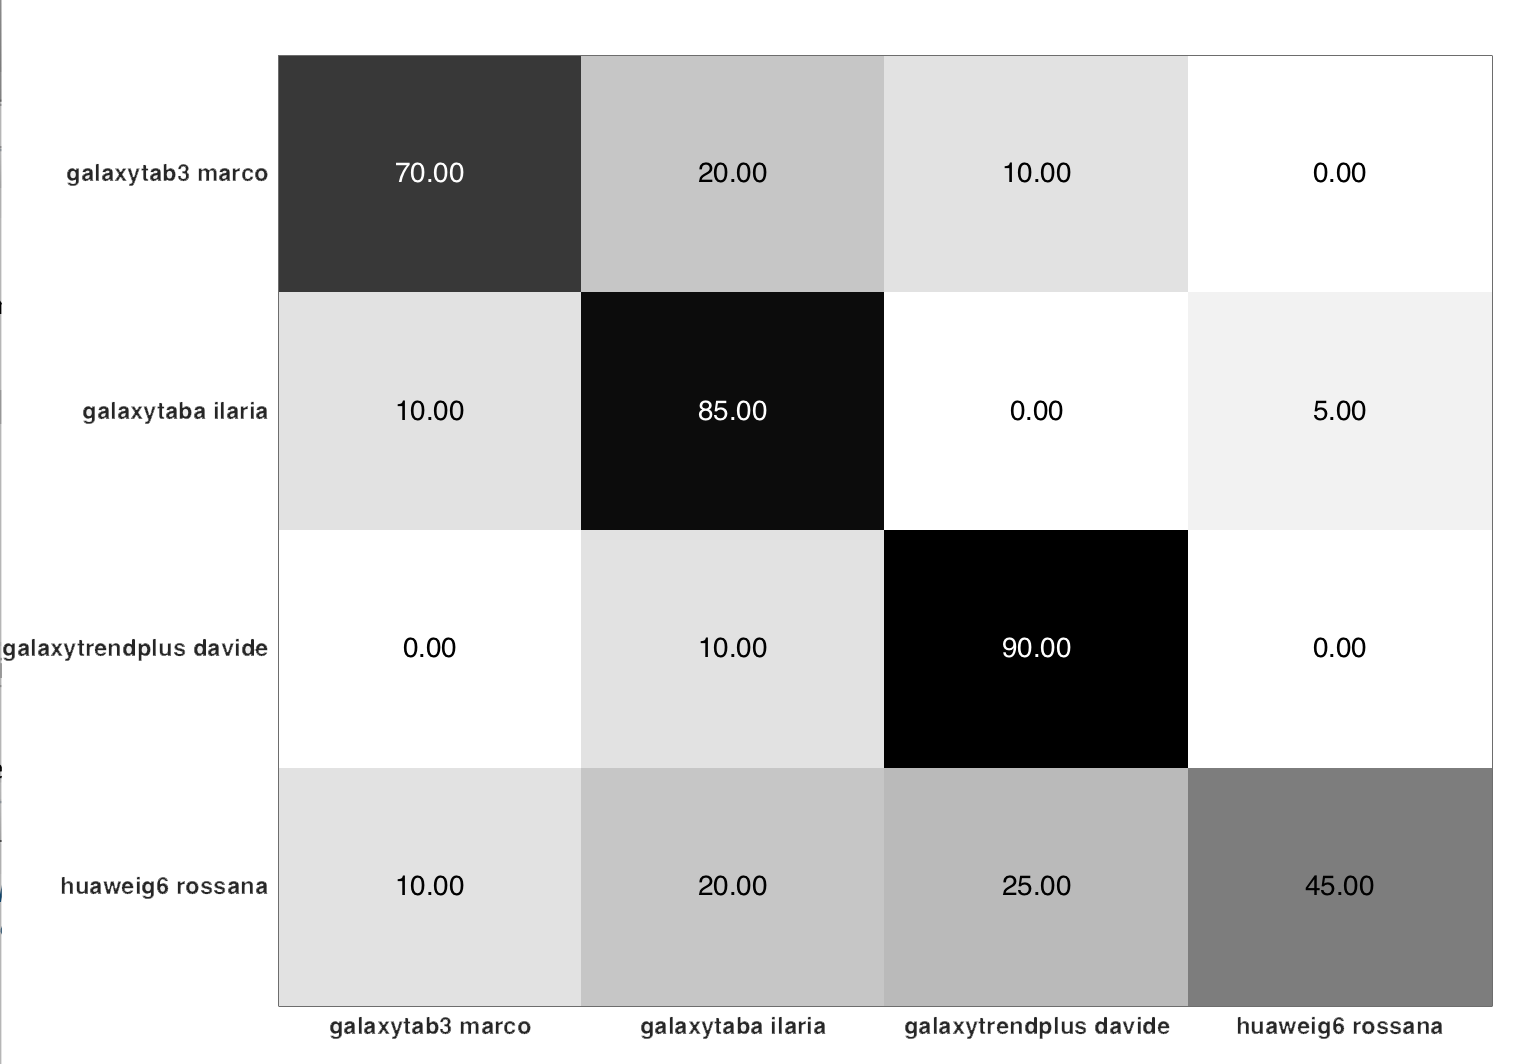 galaxytab3 marco 70.00 20.00 10.00 0.00
galaxytaba ilaria 10.00 85.00 0.00 5.00
galaxytrendplus davide 0.00 10.00 90.00 0.00
huaweig6 rossana 10.00 20.00 25.00 45.00
galaxytab3 marco galaxytaba ilaria galaxytrendplus davide huaweig6 rossana